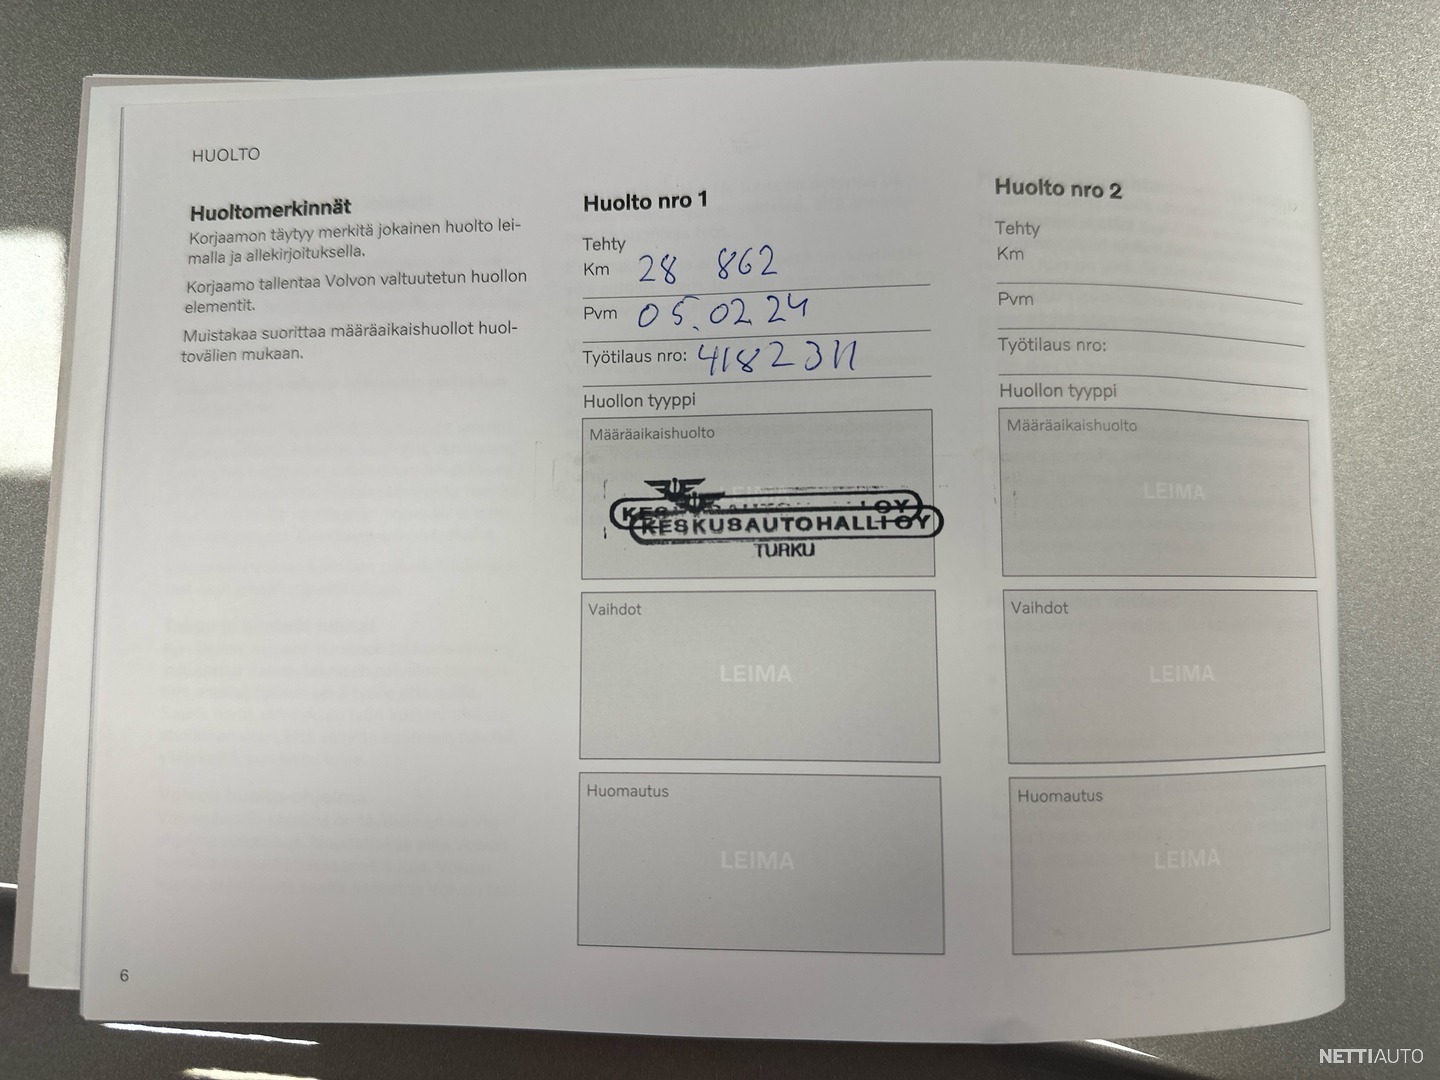 HUOLTO
Huoltomerkinnät
Korjaamon täytyy merkitä jokainen huolto lei-
malla ja allekirjoituksella.
Korjaamo tallentaa Volvon valtuutetun huollon
elementit.
Muistakaa suorittaa määräaikaishuollot huol-
tovälien mukaan.
Huolto nro 1
Tehty
Km 28 862
Pvm 05.02.24
Työtilaus nro: 4182311
Huollon tyyppi
Määräaikaishuolto
KESKUSAUTOHALLI OY
TURKU
Vaihdot
LEIMA
Huomautus
LEIMA
Huolto nro 2
Tehty
Km
Pvm
Työtilaus nro:
Huollon tyyppi
Määräaikaishuolto
LEIMA
Vaihdot
LEIMA
Huomautus
LEIMA
6
NETTIAUTO